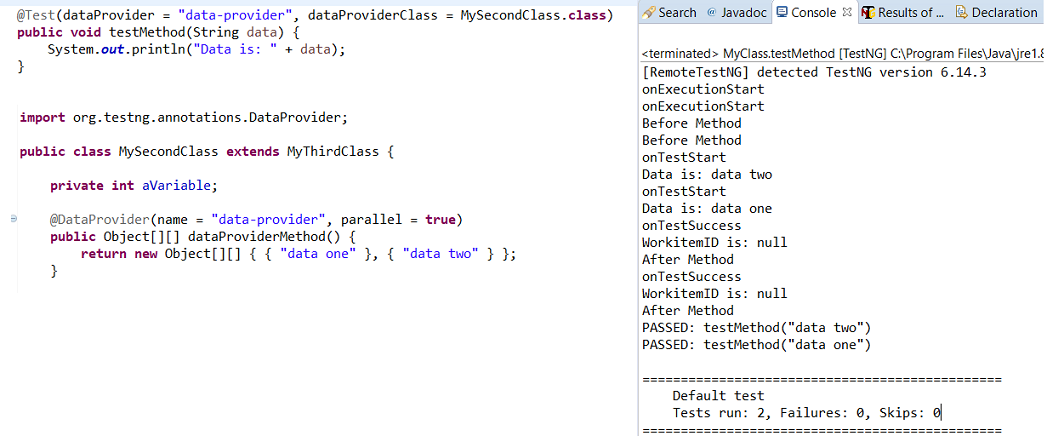 @Test(dataProvider = "data-provider", dataProviderClass = MySecondClass.class)
public void testMethod(String data) {
    System.out.println("Data is: " + data);
}
import org.testng.annotations.DataProvider;
public class MySecondClass extends MyThirdClass {
    private int aVariable;
    @DataProvider(name = "data-provider", parallel = true)
    public Object[][] dataProviderMethod() {
        return new Object[][] { { "data one" }, { "data two" } };
    }
Search @ Javadoc Console Results of ... Declaration
<terminated> MyClass.testMethod [TestNG] C:\Program Files\Java\jre1.8
[RemoteTestNG] detected TestNG version 6.14.3
onExecutionStart
onExecutionStart
Before Method
Before Method
onTestStart
Data is: data two
onTestStart
Data is: data one
onTestSuccess
WorkitemID is: null
After Method
onTestSuccess
WorkitemID is: null
After Method
PASSED: testMethod("data two")
PASSED: testMethod("data one")
===============================================
    Default test
    Tests run: 2, Failures: 0, Skips: 0
===============================================